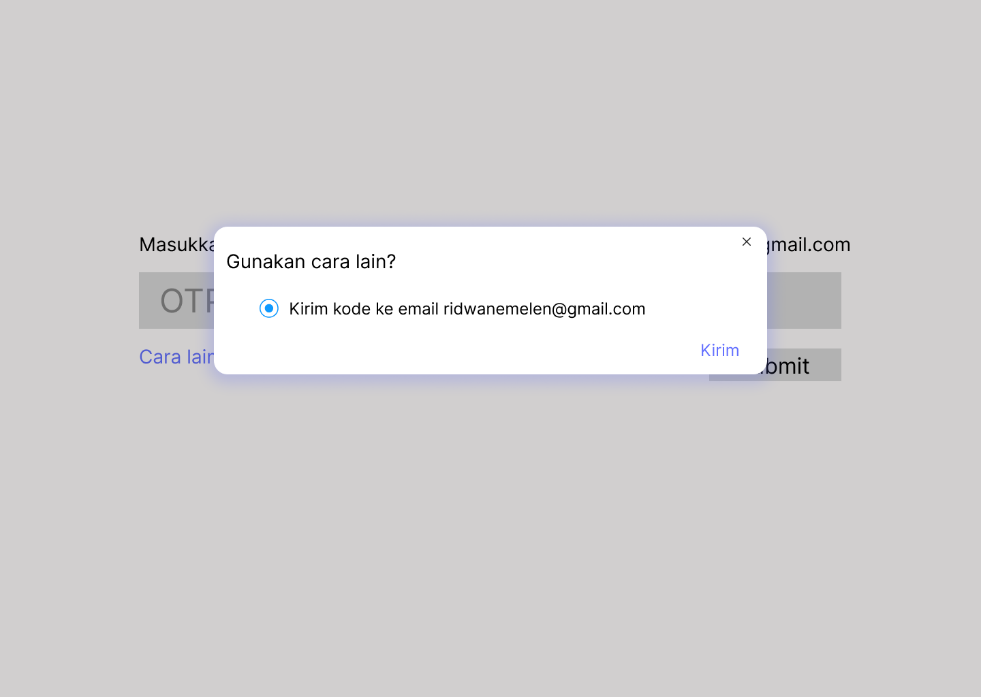 Masukka
gmail.com
Gunakan cara lain?
OTP
Kirim kode ke email ridwanemelen@gmail.com
Cara lain
Kirim
bmit